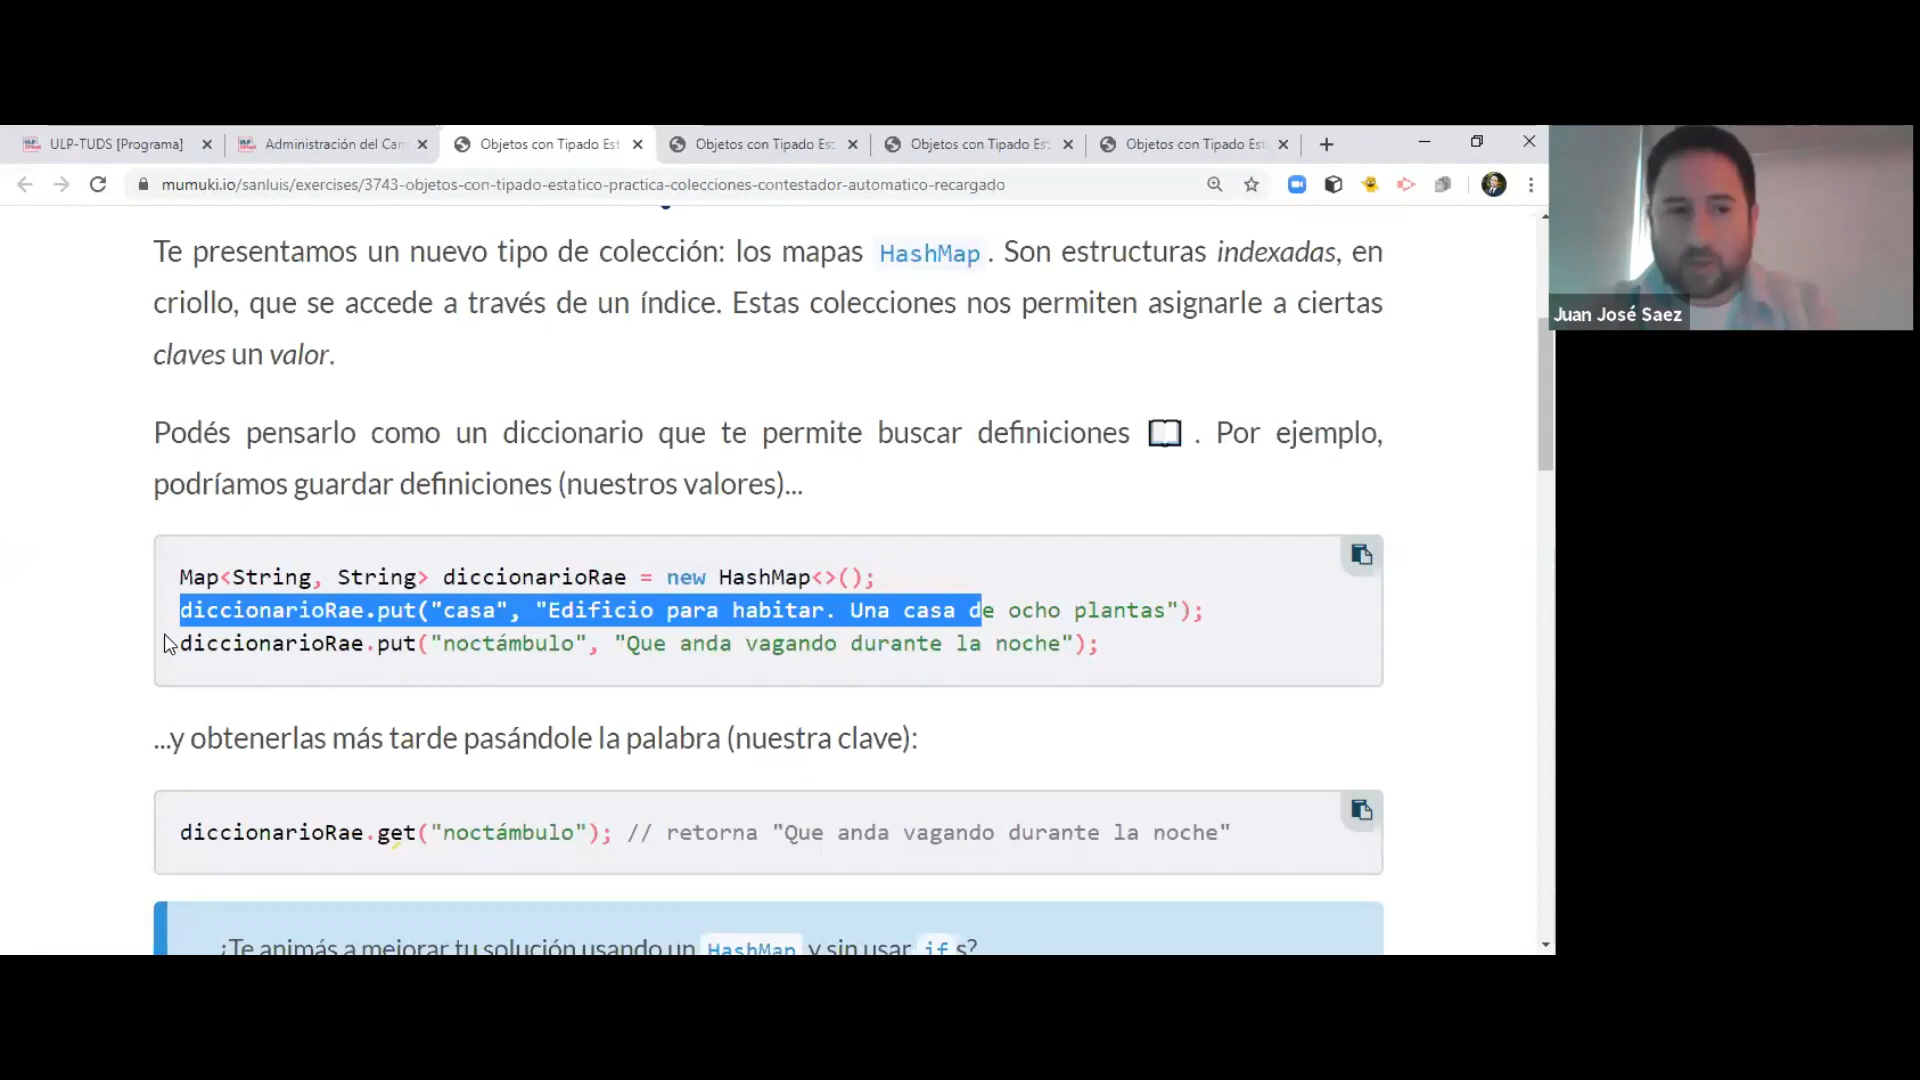 ULP-TUDS [Programa]
Administración del Car
Objetos con Tipado Est
Objetos con Tipado Es
Objetos con Tipado Es
Objetos con Tipado Est
mumuki.io/sanluis/exercises/3743-objetos-con-tipado-estatico-practica-colecciones-contestador-automatico-recargado
Te presentamos un nuevo tipo de colección: los mapas HashMap. Son estructuras indexadas, en
criollo, que se accede a través de un índice. Estas colecciones nos permiten asignarle a ciertas
claves un valor.
Podés pensarlo como un diccionario que te permite buscar definiciones . Por ejemplo,
podríamos guardar definiciones (nuestros valores)...
Map<String, String> diccionarioRae = new HashMap<>();
diccionarioRae.put("casa", "Edificio para habitar. Una casa de ocho plantas");
diccionarioRae.put("noctámbulo", "Que anda vagando durante la noche");
...y obtenerlas más tarde pasándole la palabra (nuestra clave):
diccionarioRae.get("noctámbulo"); // retorna "Que anda vagando durante la noche"
¿Te animás a mejorar tu solución usando un HashMap y sin usar if s?
Juan José Saez